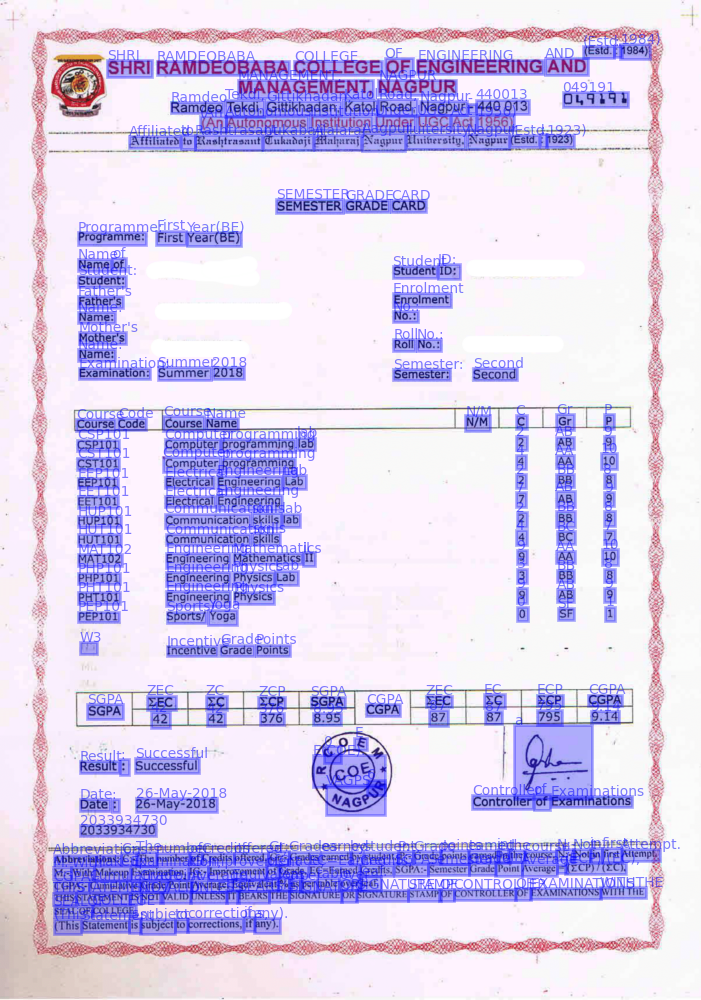 (Estd. : 1984)
SHRI RAMDEOBABA COLLEGE OF ENGINEERING AND
MANAGEMENT, NAGPUR
049191
Ramdeo Tekdi, Gittikhadan, Katol Road, Nagpur - 440 013
(An Autonomous Institution Under UGC Act 1956)
Affiliated to Rashtrasant Tukadoji Maharaj Nagpur University, Nagpur (Estd. : 1923)
SEMESTER GRADE CARD
Programme: First Year(BE)
Name of Student:
Student ID:
Father's Name:
Enrolment No.:
Mother's Name:
Roll No.:
Examination: Summer 2018
Semester: Second
Course Code Course Name N/M C Gr P
CSP101 Computer programming lab 2 AB 9
CST101 Computer programming 4 AA 10
EEP101 Electrical Engineering Lab 2 BB 8
EET101 Electrical Engineering 7 AB 9
HUP101 Communication skills lab 2 BB 8
HUT101 Communication skills 4 BC 7
MAT102 Engineering Mathematics II 9 AA 10
PHP101 Engineering Physics Lab 3 BB 8
PHT101 Engineering Physics 9 AB 9
PEP101 Sports/ Yoga 0 SF 1
Incentive Grade Points - -
SGPA ΣEC ΣC ΣCP SGPA CGPA ΣEC ΣC ΣCP CGPA
42 42 376 8.95 87 87 795 9.14
Result : Successful
R C O E M
COE
NAGPUR
Date : 26-May-2018
Controller of Examinations
2033934730
Abbreviations: C- The number of Credits offered, Gr- Grades earned by student, P- Grade points earned in the course, N- Not in first Attempt,
M- With Makeup Examination, I- Improvement of Grade, EC- Earned Credits, SGPA- Semester Grade Point Average = (ΣCP) / (ΣC),
CGPA- Cumulative Grade Point Average
THIS STATEMENT IS NOT VALID UNLESS IT BEARS THE SIGNATURE OR SIGNATURE STAMP OF CONTROLLER OF EXAMINATIONS WITH THE
SEAL OF COLLEGE
(This Statement is subject to corrections, if any).